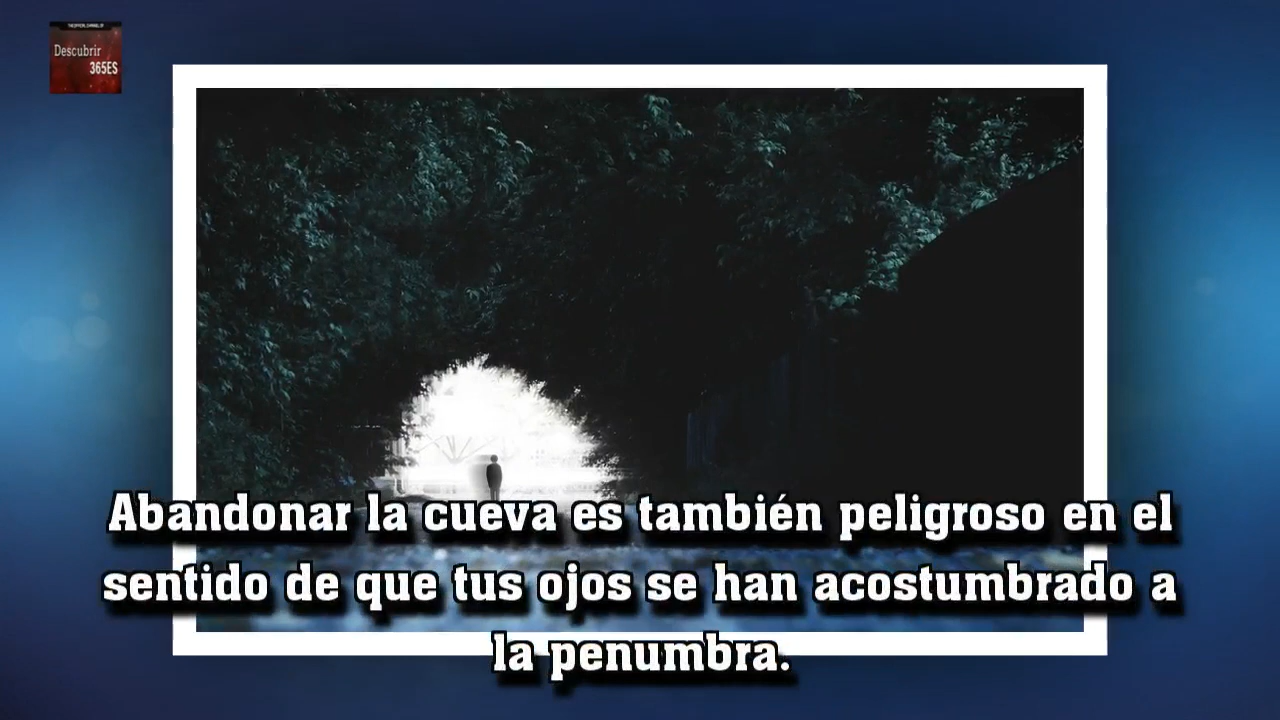 Descubrir
365ES
Abandonar la cueva es también peligroso en el
sentido de que tus ojos se han acostumbrado a
la penumbra.